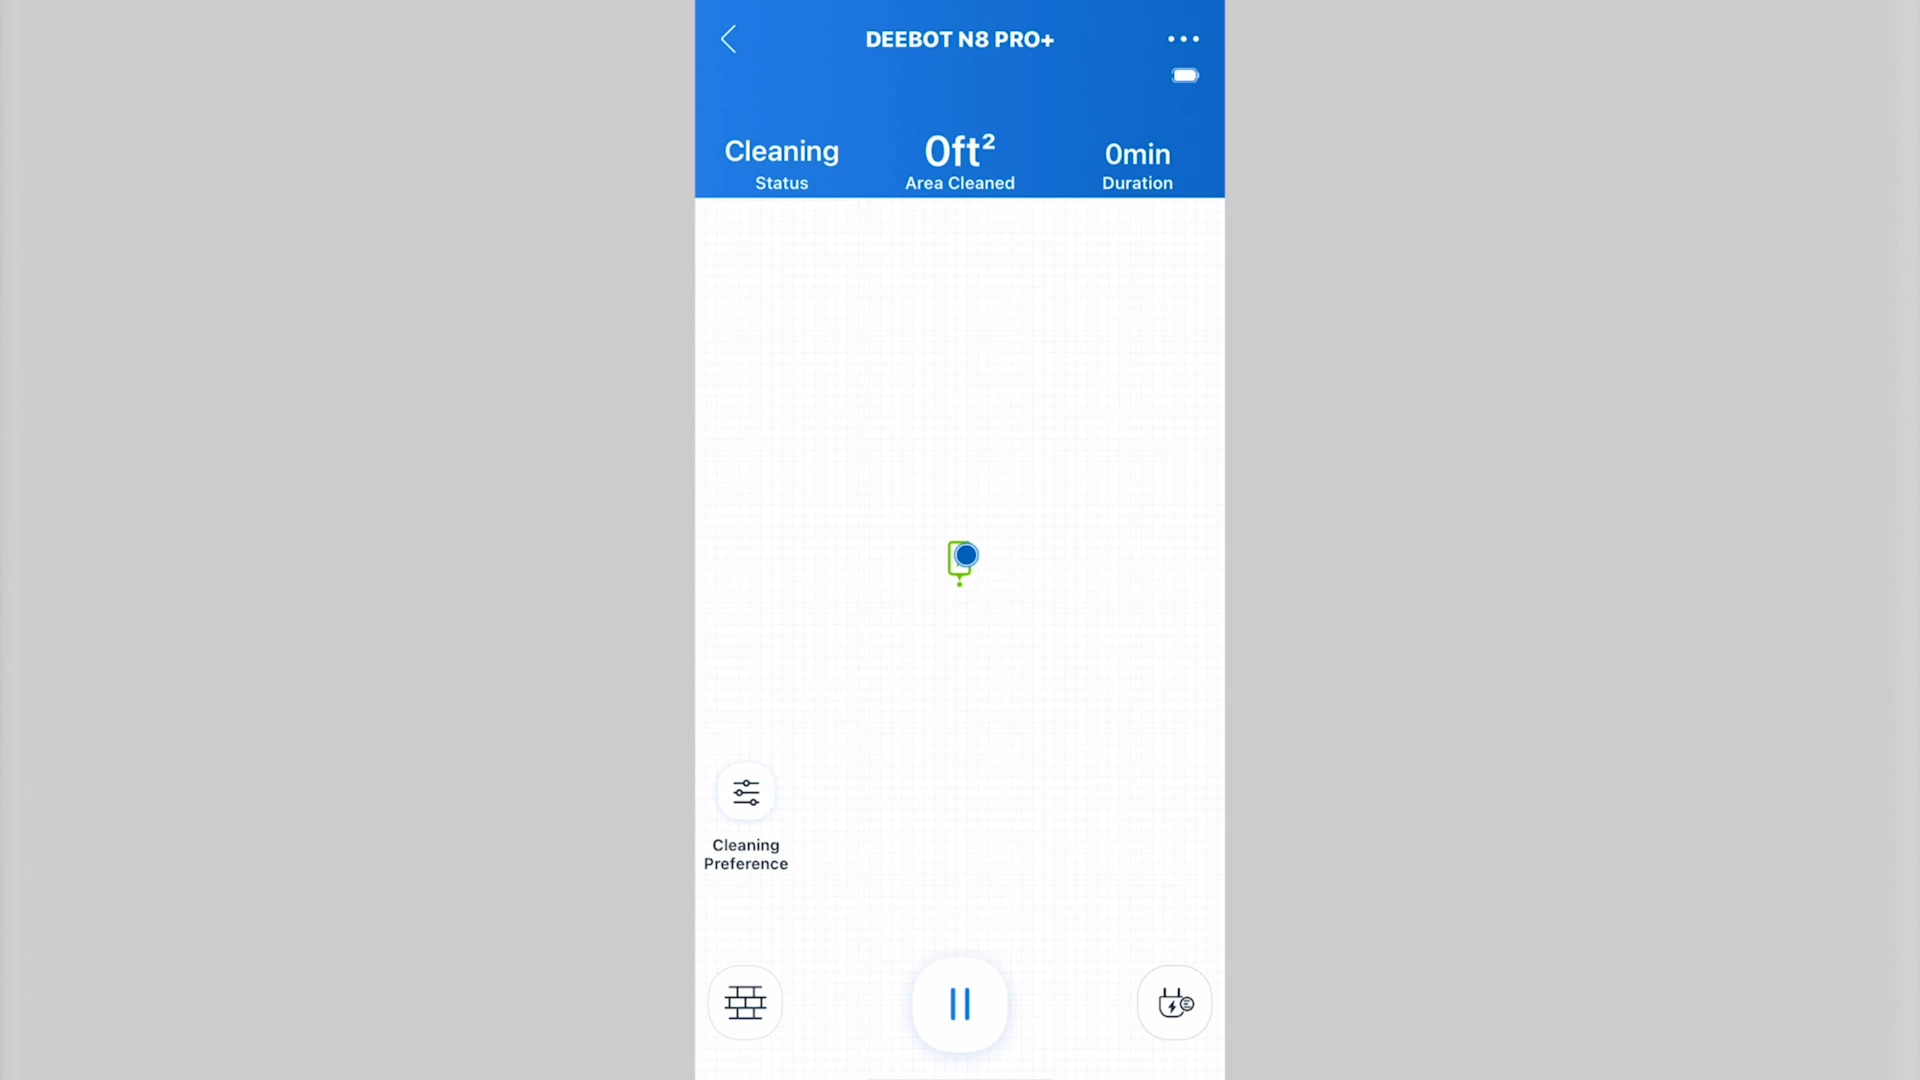 DEEBOT N8 PRO+
Cleaning
0ft²
0min
Status
Area Cleaned
Duration
Cleaning
Preference